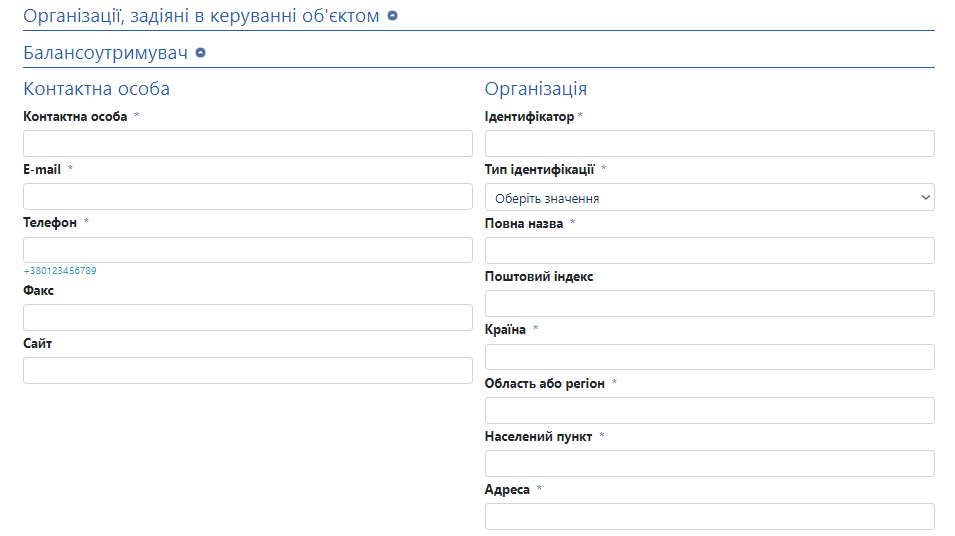 Організації, задіяні в керуванні об'єктом
Балансоутримувач
Контактна особа
Контактна особа *
E-mail *
Телефон *
+380123456789
Факс
Сайт
Організація
Ідентифікатор *
Тип ідентифікації *
Оберіть значення
Повна назва *
Поштовий індекс
Країна *
Область або регіон *
Населений пункт *
Адреса *